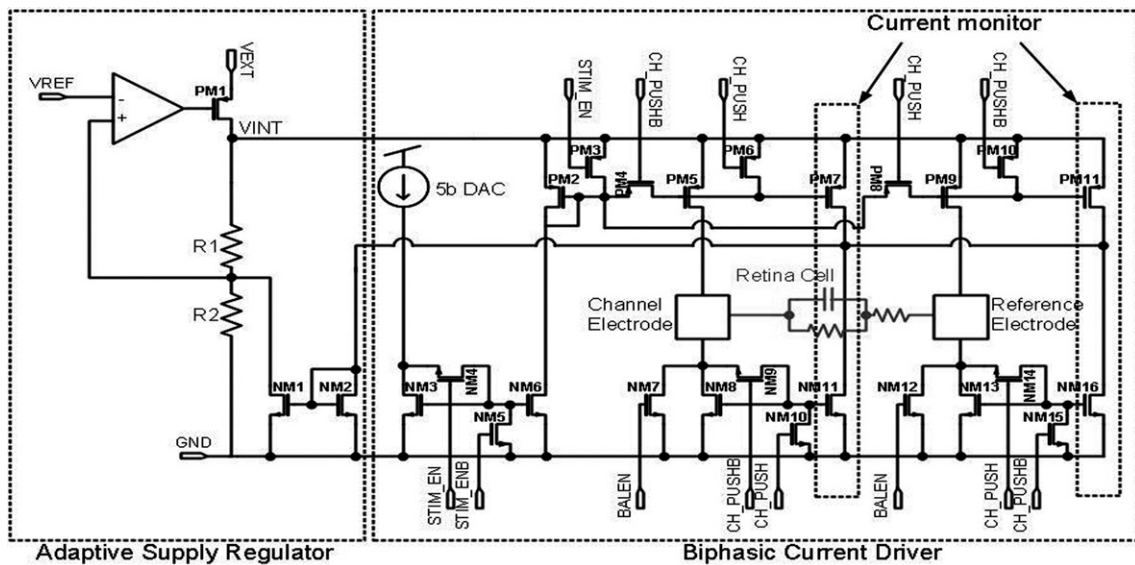 Current monitor
VEXT
VREF
-
+
PM1
VINT
STIM_EN
CH_PUSHB
CH_PUSH
CH_PUSH
CH_PUSHB
PM3
PM6
PM10
PM2
PM4
PM5
PM7
PM8
PM9
PM11
5b DAC
R1
R2
Retina Cell
Channel
Electrode
Reference
Electrode
NM1
NM2
NM3
NM4
NM5
NM6
NM7
NM8
NM9
NM10
NM11
NM12
NM13
NM14
NM15
NM16
GND
STIM_EN
STIM_ENB
BALEN
CH_PUSHB
CH_PUSH
BALEN
CH_PUSH
CH_PUSHB
Adaptive Supply Regulator
Biphasic Current Driver